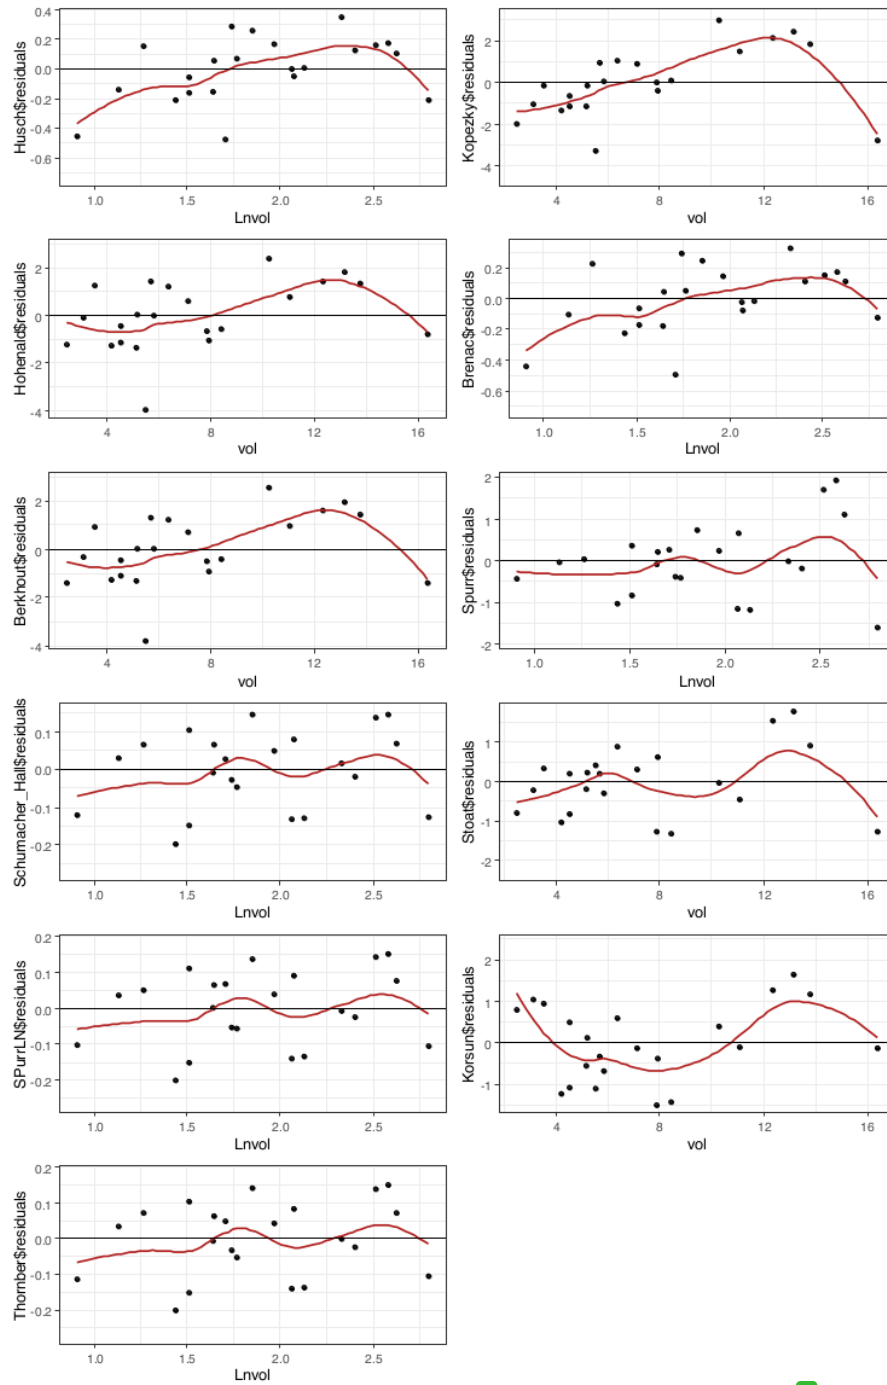 Husch$residuals
0.4
0.2
0.0
-0.2
-0.4
-0.6
1.0 1.5 2.0 2.5
Lnvol
Kopezky$residuals
2
0
-2
-4
4 8 12 16
vol
Hohenald$residuals
2
0
-2
-4
4 8 12 16
vol
Brenac$residuals
0.2
0.0
-0.2
-0.4
-0.6
1.0 1.5 2.0 2.5
Lnvol
Berkhout$residuals
2
0
-2
-4
4 8 12 16
vol
Spurr$residuals
2
1
0
-1
-2
1.0 1.5 2.0 2.5
Lnvol
Schumacher_Hall$residuals
0.1
0.0
-0.1
-0.2
1.0 1.5 2.0 2.5
Lnvol
Stoat$residuals
1
0
-1
-2
4 8 12 16
vol
SPurrLN$residuals
0.2
0.1
0.0
-0.1
-0.2
1.0 1.5 2.0 2.5
Lnvol
Korsun$residuals
2
1
0
-1
4 8 12 16
vol
Thornber$residuals
0.2
0.1
0.0
-0.1
-0.2
1.0 1.5 2.0 2.5
Lnvol